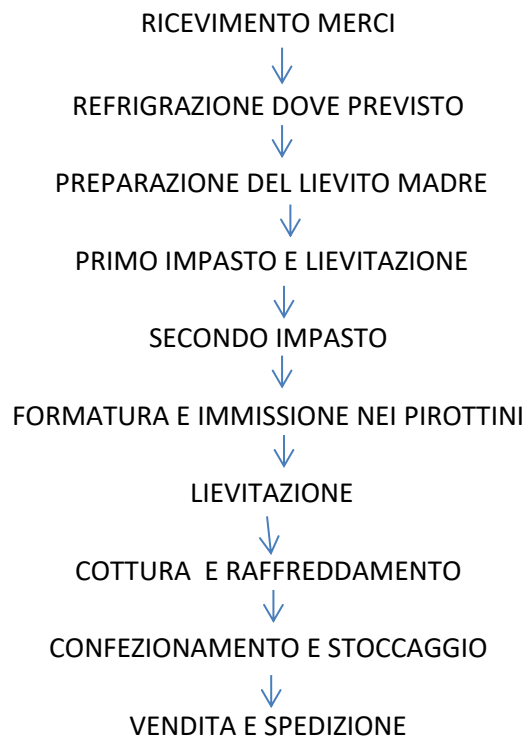 RICEVIMENTO MERCI
REFRIGRAZIONE DOVE PREVISTO
PREPARAZIONE DEL LIEVITO MADRE
PRIMO IMPASTO E LIEVITAZIONE
SECONDO IMPASTO
FORMATURA E IMMISSIONE NEI PIROTTINI
LIEVITAZIONE
COTTURA E RAFFREDDAMENTO
CONFEZIONAMENTO E STOCCAGGIO
VENDITA E SPEDIZIONE